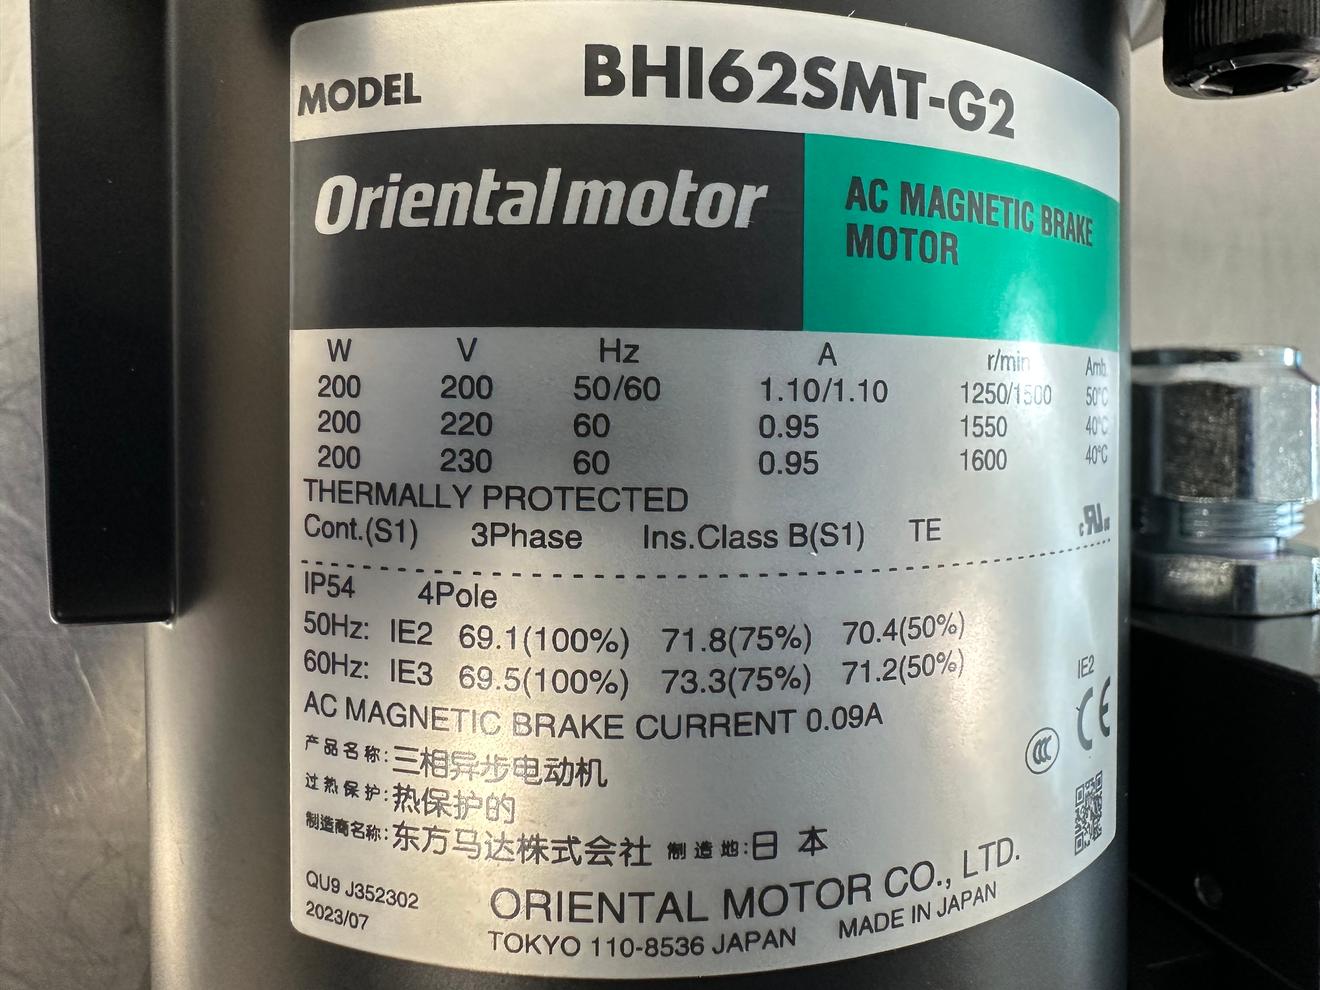 MODEL BHI62SMT-G2
Orientalmotor
AC MAGNETIC BRAKE
MOTOR
W V Hz A r/min Amb.
200 200 50/60 1.10/1.10 1250/1500 50°C
200 220 60 0.95 1550 40°C
200 230 60 0.95 1600 40°C
THERMALLY PROTECTED
Cont.(S1) 3Phase Ins.Class B(S1) TE
IP54 4Pole
50Hz: IE2 69.1(100%) 71.8(75%) 70.4(50%)
60Hz: IE3 69.5(100%) 73.3(75%) 71.2(50%)
IE2
AC MAGNETIC BRAKE CURRENT 0.09A
CE
CCC
产品名称:三相异步电动机
过热保护:热保护的
制造商名称:东方马达株式会社 制造地:日本
QU9 J352302
2023/07
ORIENTAL MOTOR CO., LTD.
TOKYO 110-8536 JAPAN MADE IN JAPAN